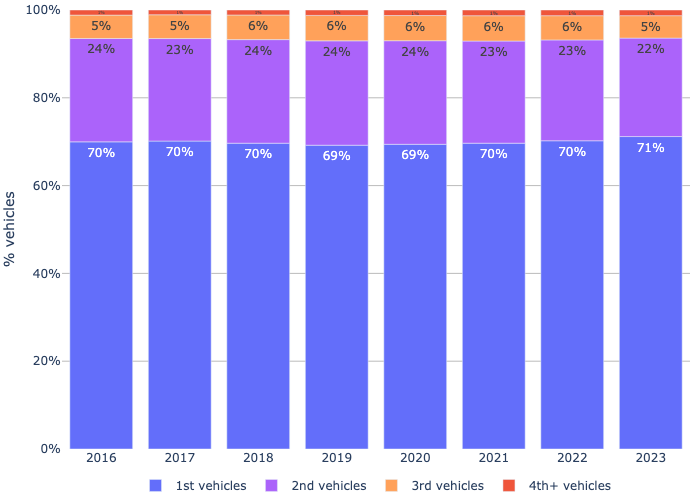 100%
80%
60%
40%
20%
0%
% vehicles
5% 5% 6% 6% 6% 6% 6% 5%
24% 23% 24% 24% 24% 23% 23% 22%
70% 70% 70% 69% 69% 70% 70% 71%
2016 2017 2018 2019 2020 2021 2022 2023
1st vehicles 2nd vehicles 3rd vehicles 4th+ vehicles